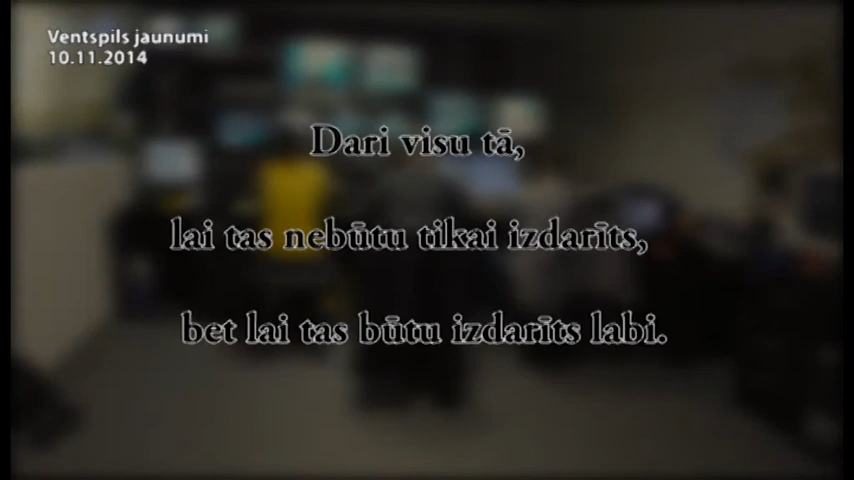 Ventspils jaunumi
10.11.2014
Dari visu tā,
lai tas nebūtu tikai izdarīts,
bet lai tas būtu izdarīts labi.